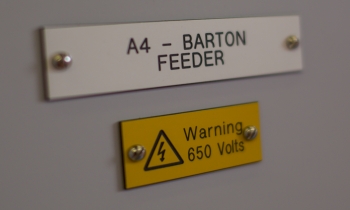 A4 - BARTON
FEEDER
Warning
650 Volts